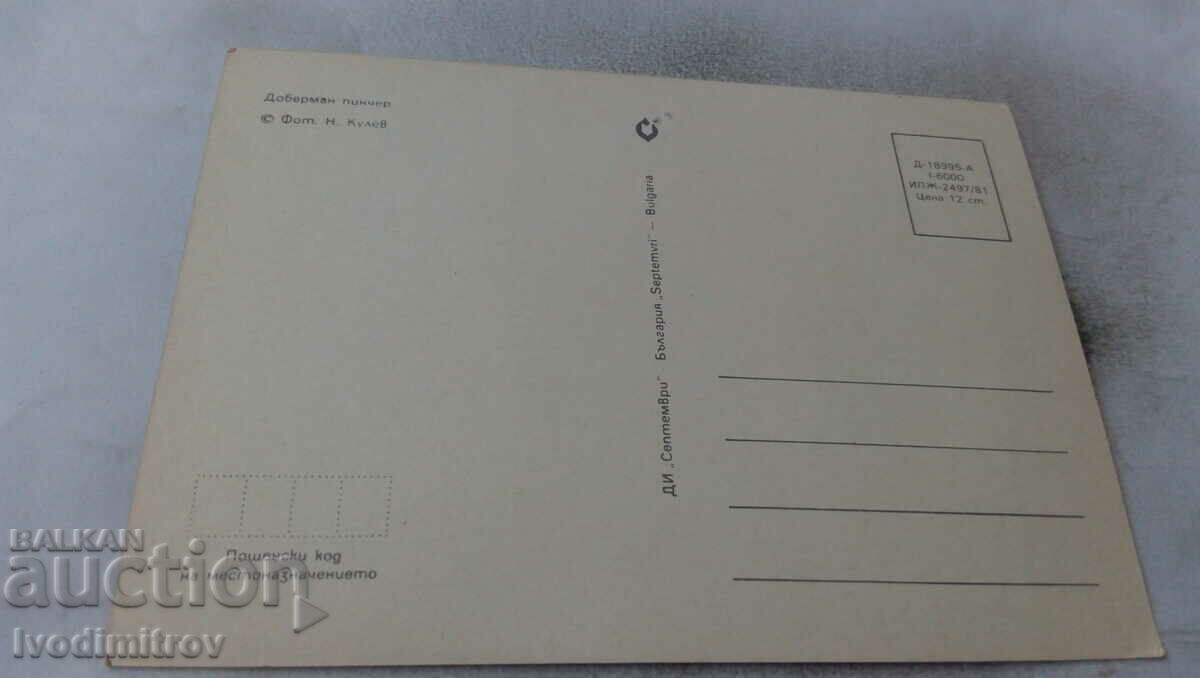 Доберман пинчер
© Фот. Н. Кулев
Д-18995-А
I-6000
ИПЖ-2497/81
Цена 12 ст.
ДИ „Септември" България „Septemvri" – Bulgaria
Пощенски код
на местоназначението
BALKAN
auction
Ivodimitrov